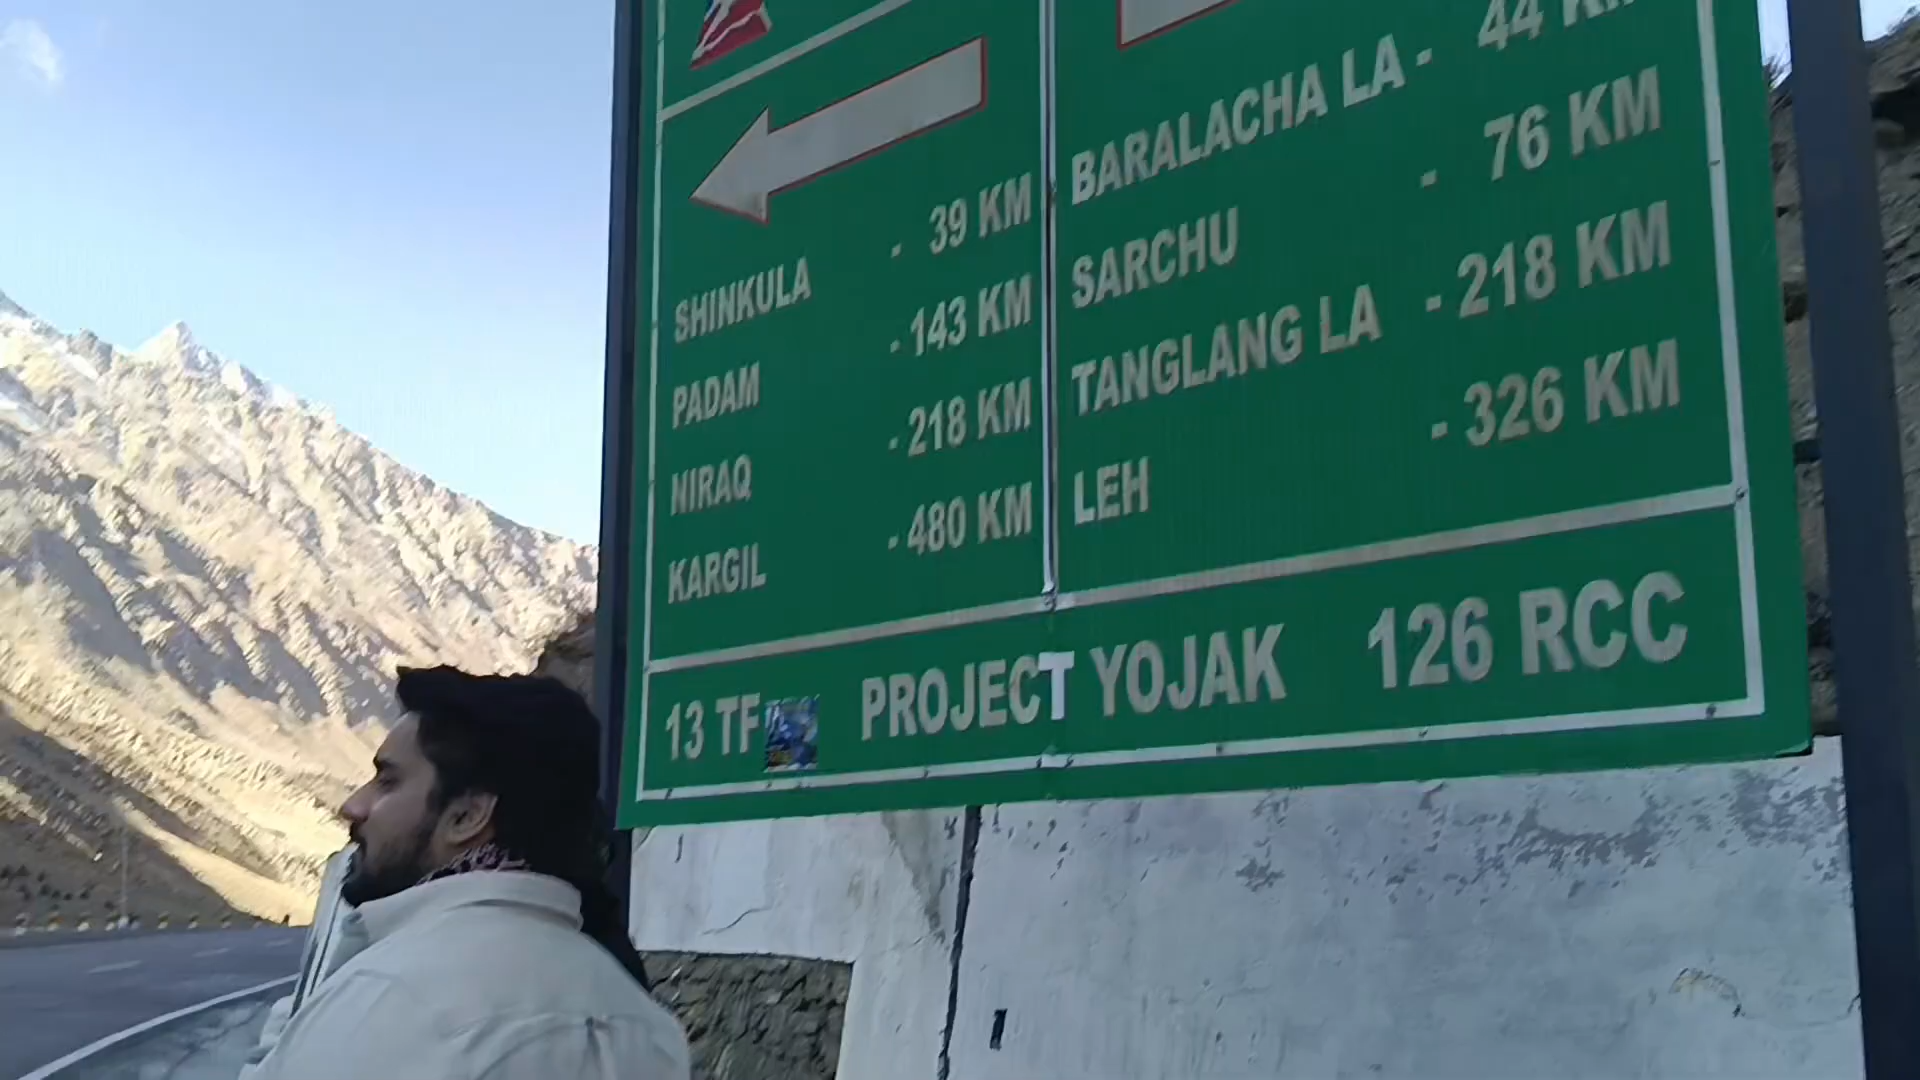 SHINKULA - 39 KM
PADAM - 143 KM
NIRAQ - 218 KM
KARGIL - 480 KM
BARALACHA LA - 44 KM
SARCHU - 76 KM
TANGLANG LA - 218 KM
LEH - 326 KM
13 TF PROJECT YOJAK 126 RCC